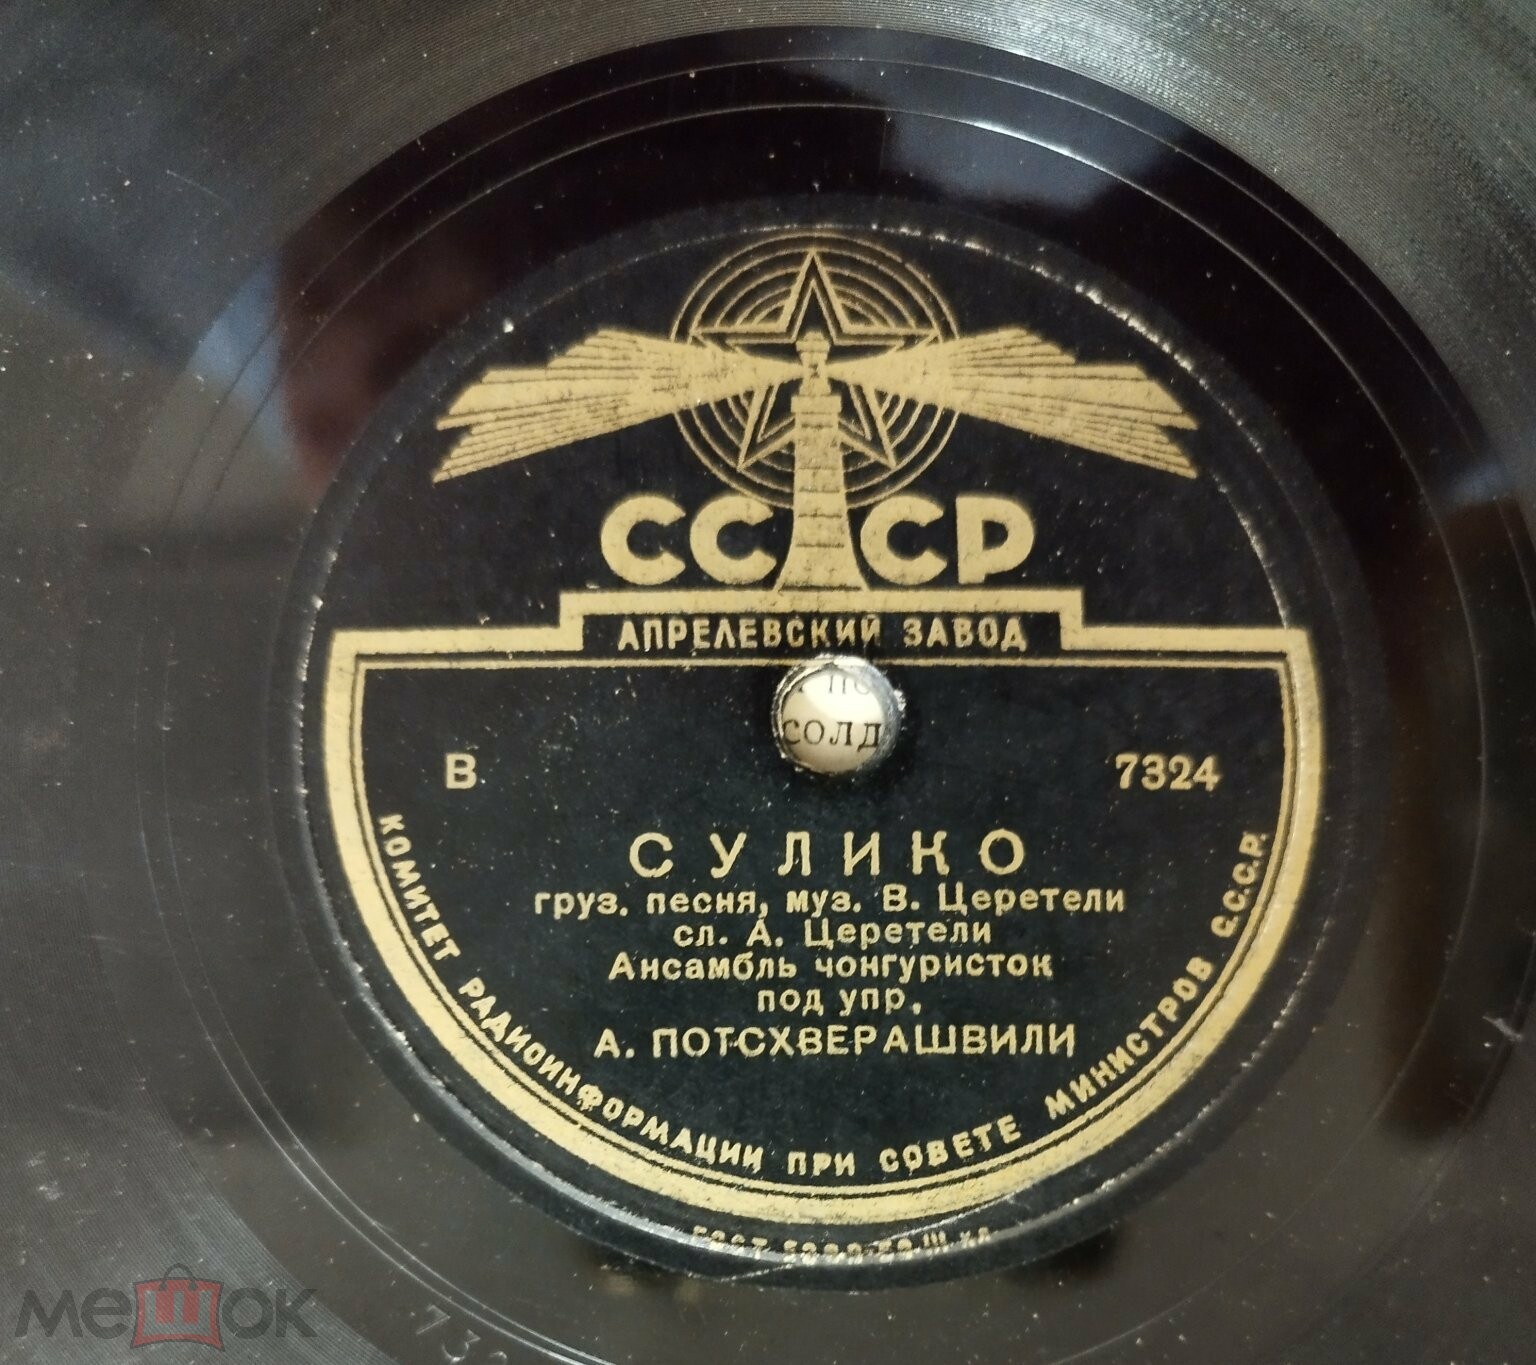 СССР
АПРЕЛЕВСКИЙ ЗАВОД
СОЛД
В 7324
СУЛИКО
груз. песня, муз. В. Церетели
сл. А. Церетели
Ансамбль чонгуристок
под упр.
А. ПОТСХВЕРАШВИЛИ
КОМИТЕТ РАДИОИНФОРМАЦИИ ПРИ СОВЕТЕ МИНИСТРОВ С.С.С.Р.
ГОСТ
мешок